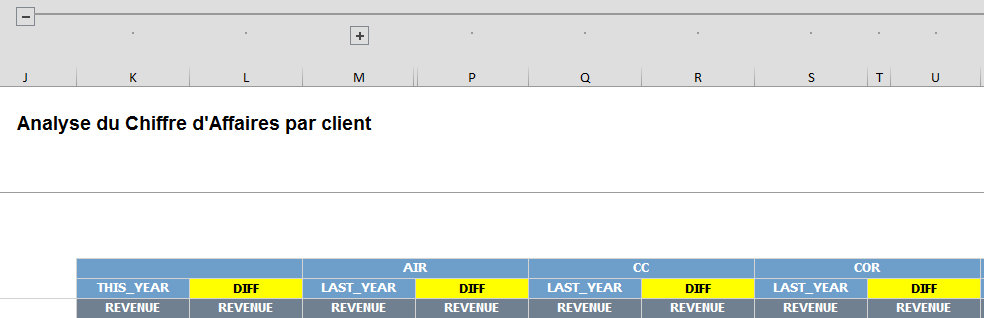 J K L M P Q R S T U
Analyse du Chiffre d'Affaires par client
AIR CC COR
THIS_YEAR DIFF LAST_YEAR DIFF LAST_YEAR DIFF LAST_YEAR DIFF
REVENUE REVENUE REVENUE REVENUE REVENUE REVENUE REVENUE REVENUE